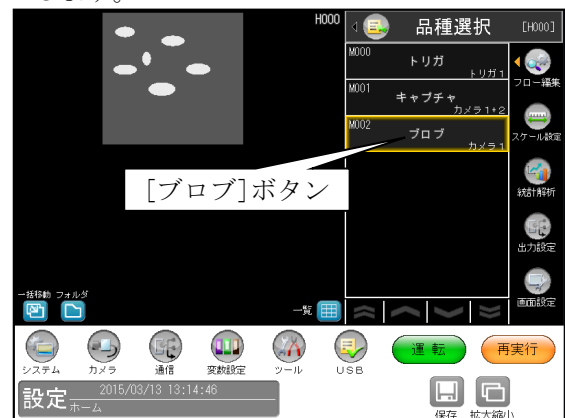 H000
品種選択 [H000]
M000
トリガ
トリガ1
M001
キャプチャ
カメラ1+2
M002
ブロブ
カメラ1
[ブロブ]ボタン
フロー編集
スケール設定
統計解析
出力設定
画面設定
一括移動 フォルダ
一覧
システム カメラ 通信 変数設定 ツール USB
運転 再実行
設定 2015/03/13 13:14:46
ホーム
保存 拡大縮小